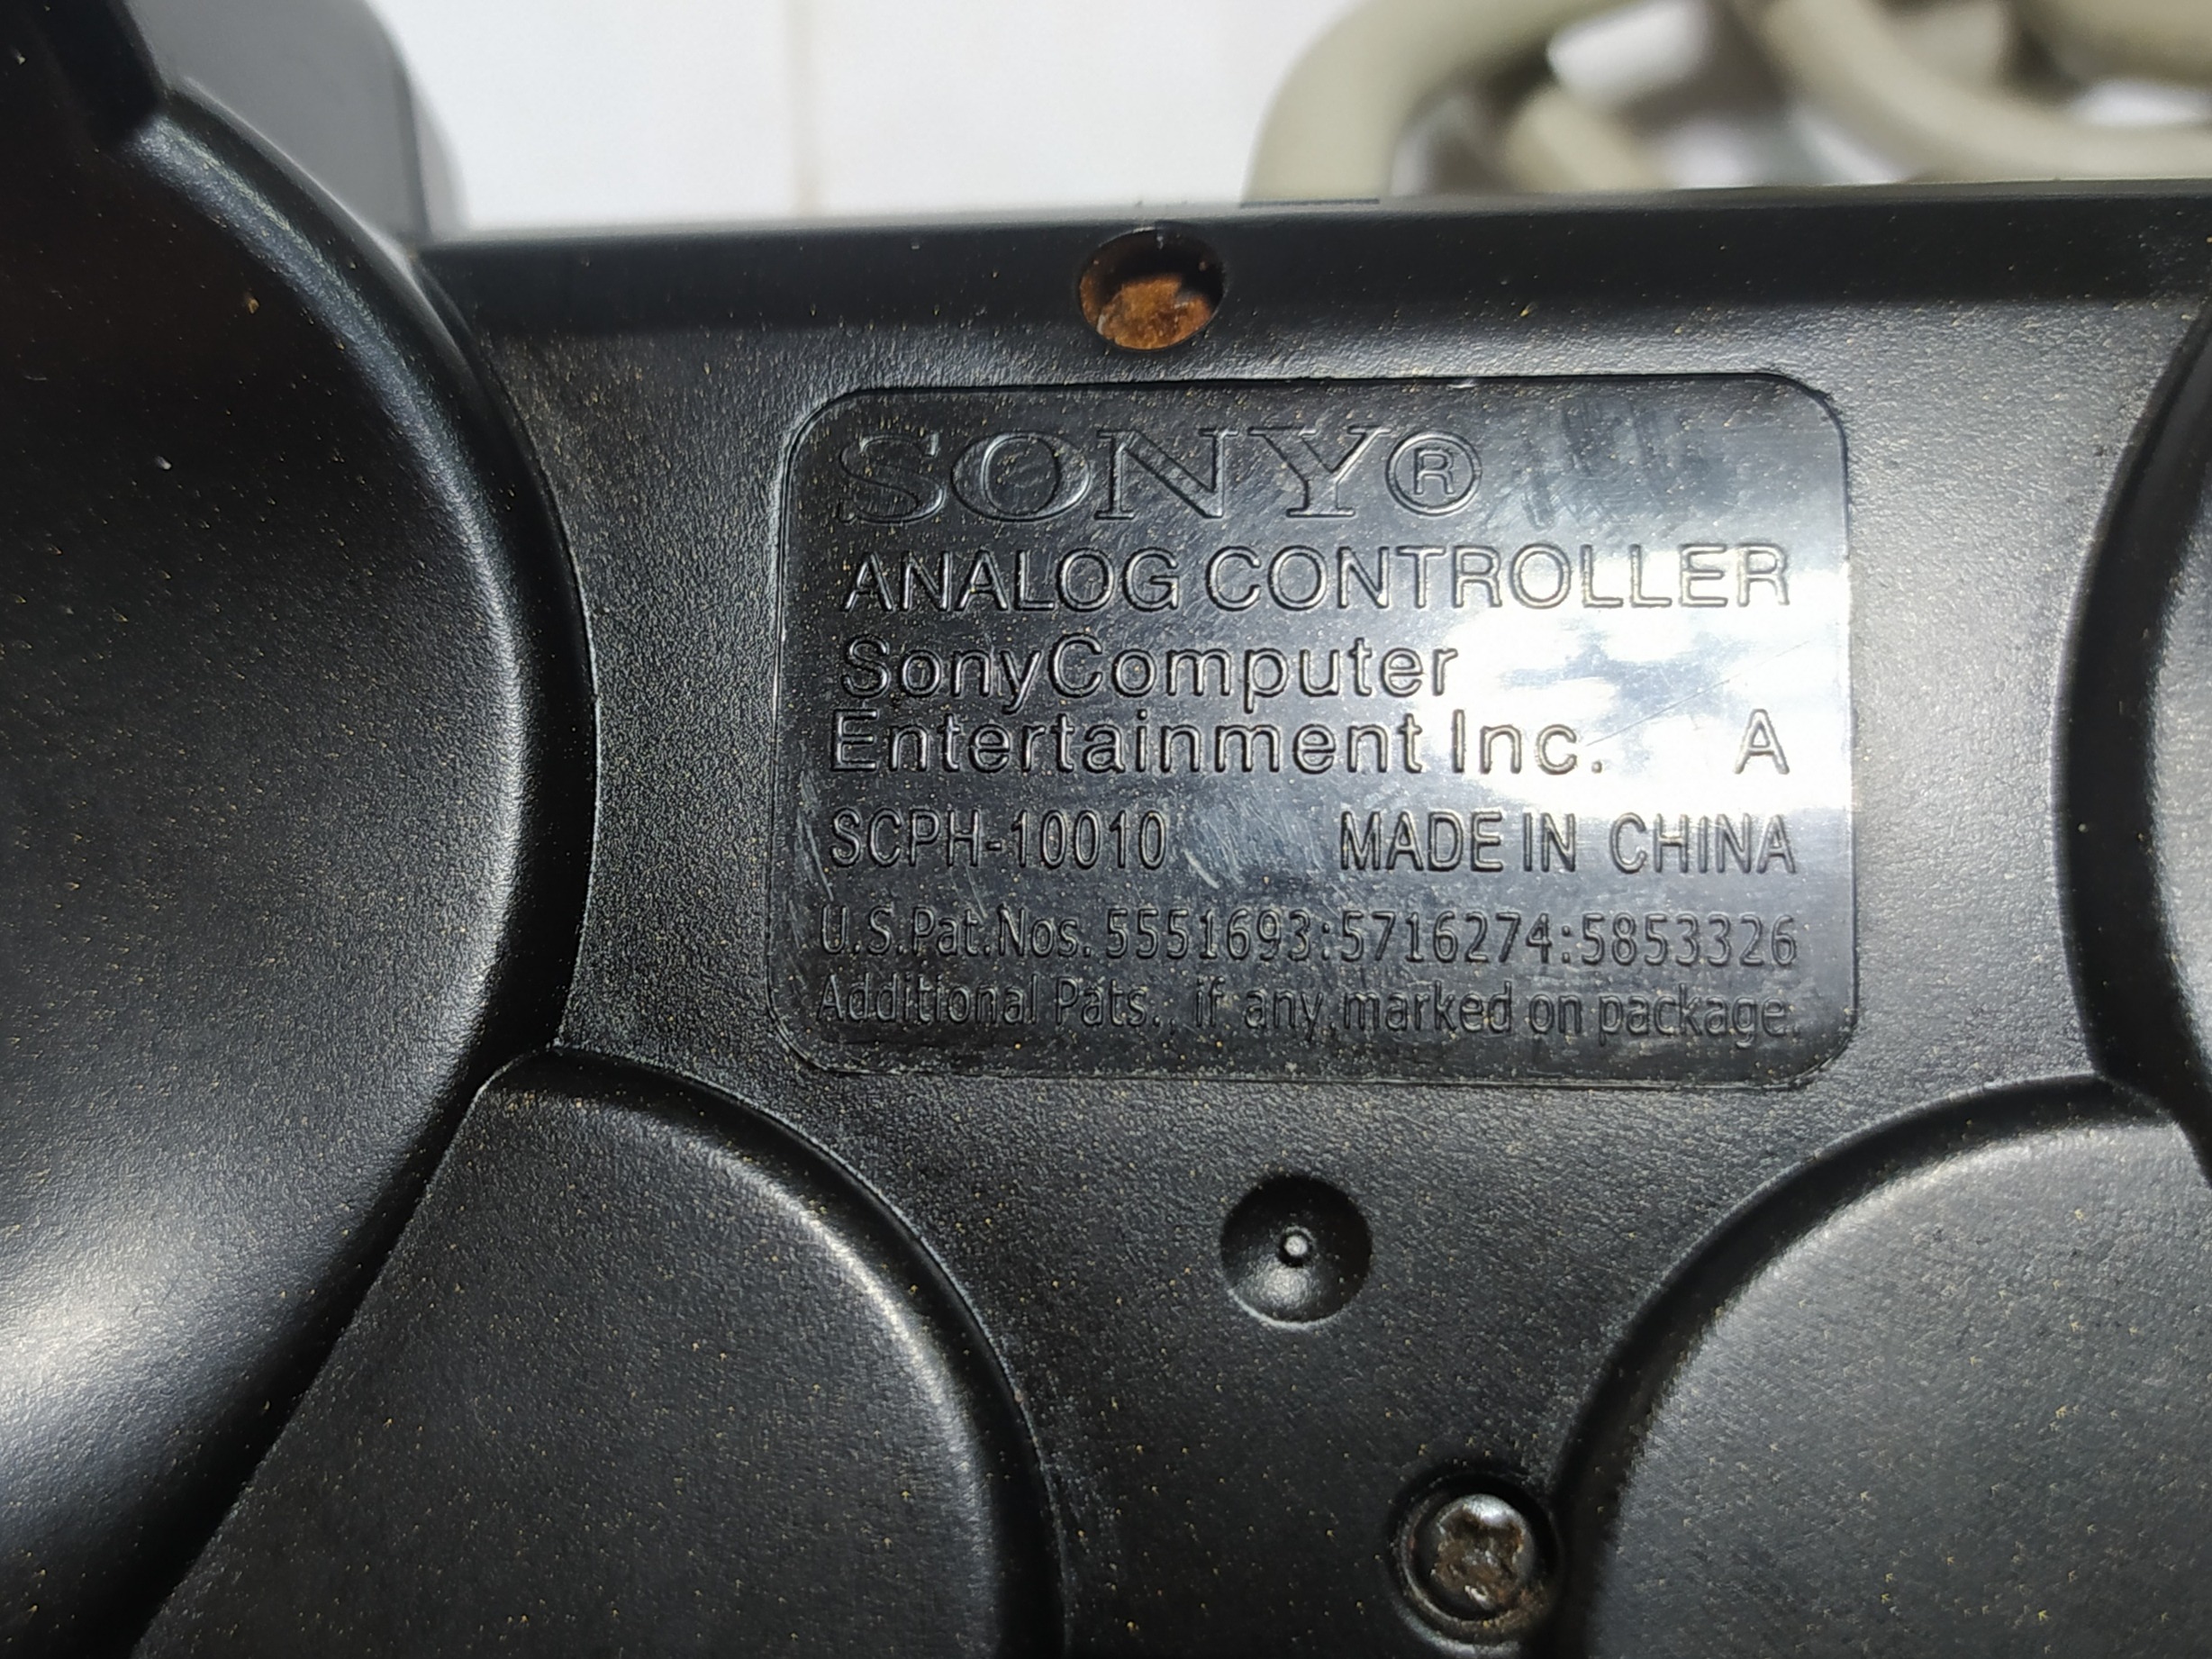 SONY®
ANALOG CONTROLLER
SonyComputer
Entertainment Inc. A
SCPH-10010 MADE IN CHINA
U.S.Pat.Nos. 5551693:5716274:5853326
Additional Pats., if any,marked on package.